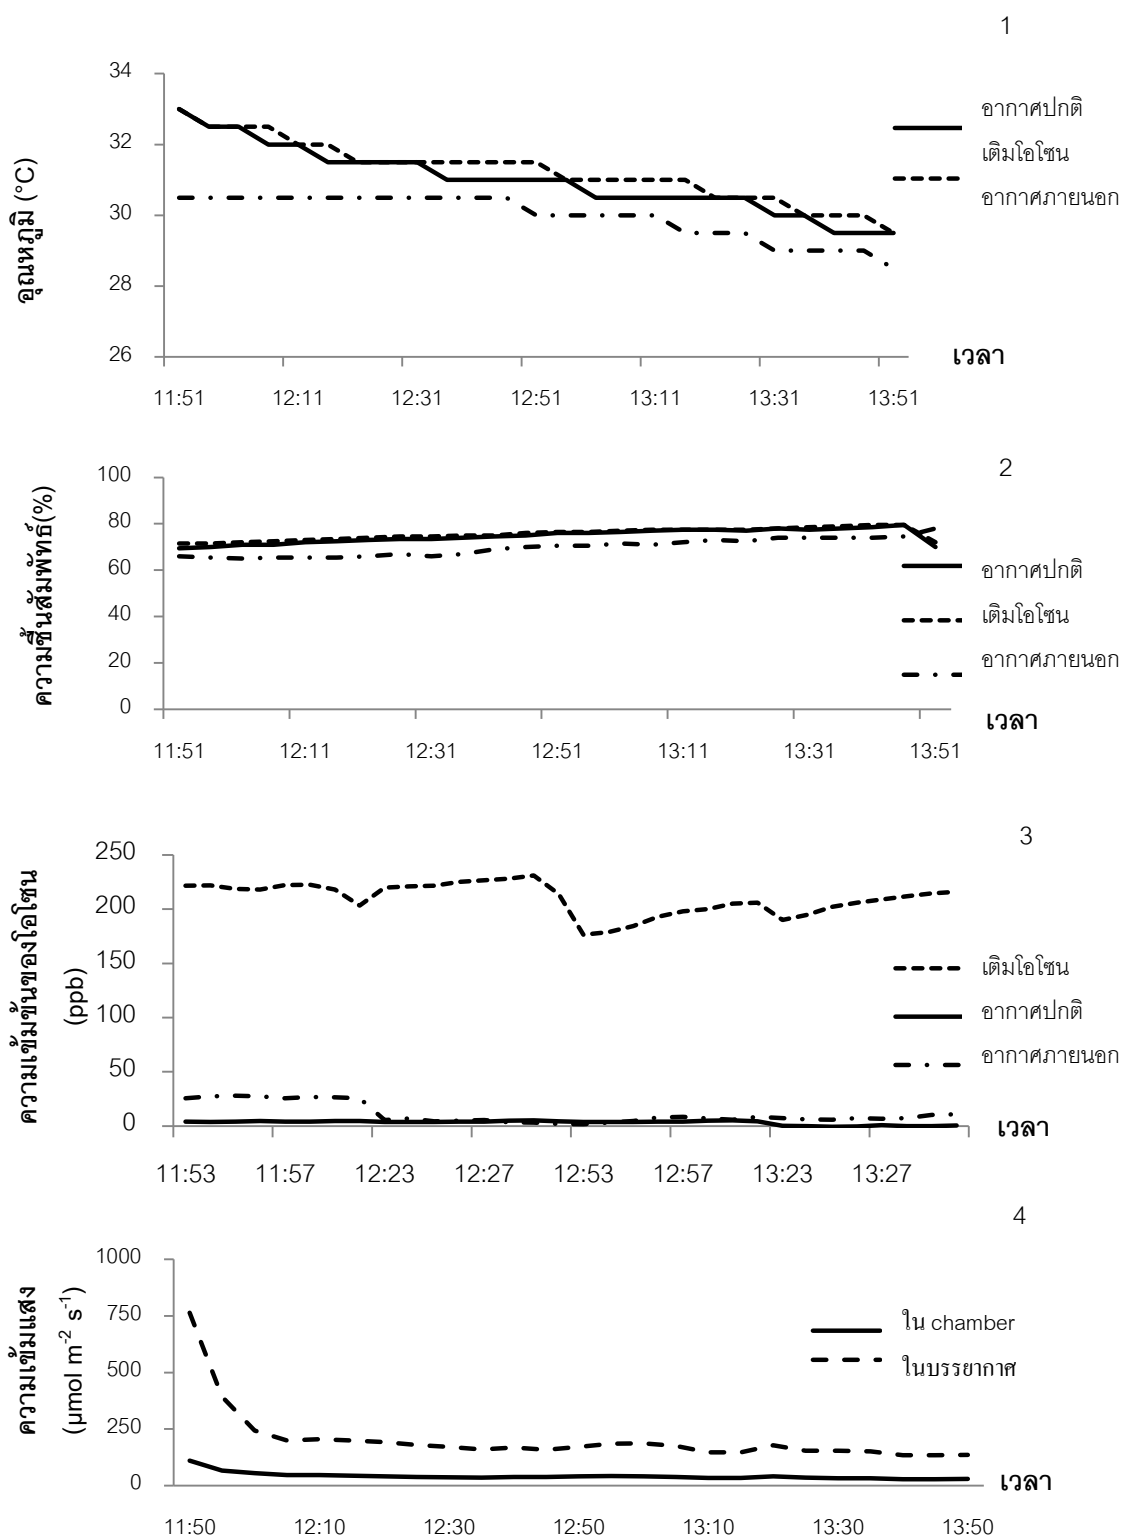 1
34
32
30
28
26
อุณหภูมิ (°C)
อากาศปกติ
เติมโอโซน
อากาศภายนอก
เวลา
11:51 12:11 12:31 12:51 13:11 13:31 13:51
2
100
80
60
40
20
0
ความชื้นสัมพัทธ์(%)
อากาศปกติ
เติมโอโซน
อากาศภายนอก
เวลา
11:51 12:11 12:31 12:51 13:11 13:31 13:51
3
250
200
150
100
50
0
ความเข้มข้นของโอโซน
(ppb)
เติมโอโซน
อากาศปกติ
อากาศภายนอก
เวลา
11:53 11:57 12:23 12:27 12:53 12:57 13:23 13:27
4
1000
750
500
250
0
ความเข้มแสง
(µmol m⁻² s⁻¹)
ใน chamber
ในบรรยากาศ
เวลา
11:50 12:10 12:30 12:50 13:10 13:30 13:50